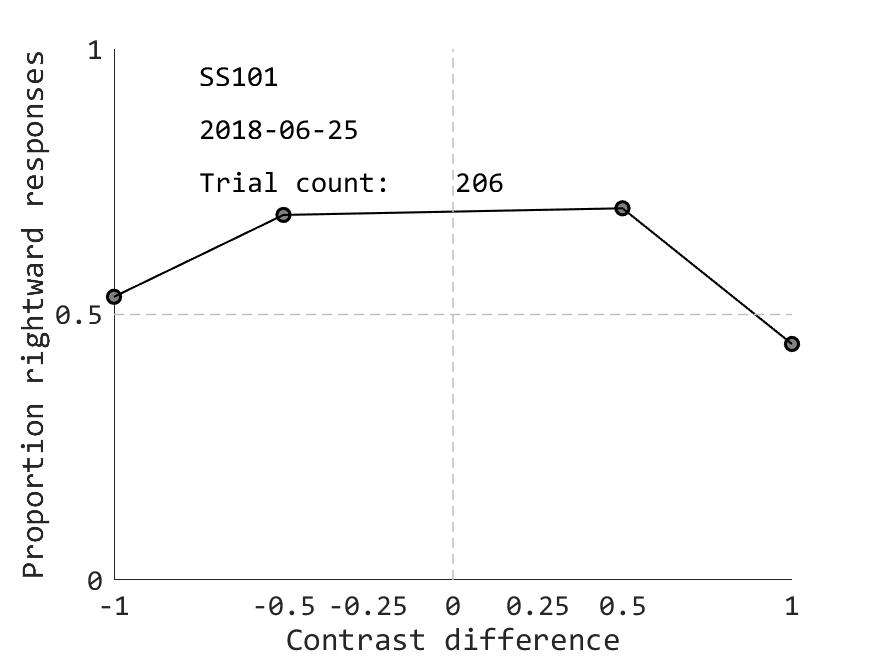 Proportion rightward responses
1
0.5
0
SS101
2018-06-25
Trial count: 206
-1 -0.5 -0.25 0 0.25 0.5 1
Contrast difference